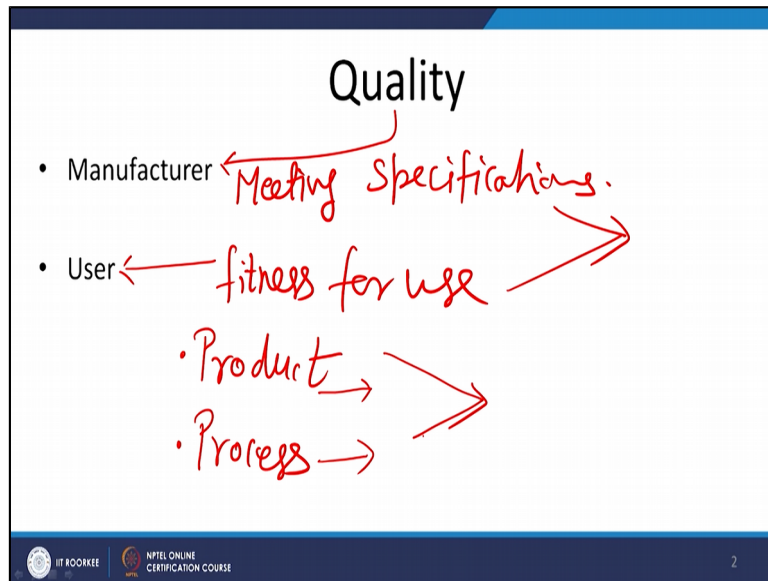 Quality
• Manufacturer Meeting Specifications.
• User fitness for use
• Product
• Process
IIT ROORKEE
NPTEL ONLINE
CERTIFICATION COURSE
2